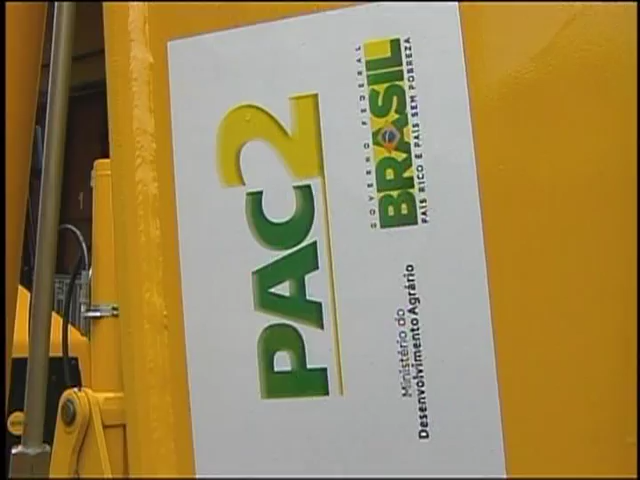 PAC2
Ministério do
Desenvolvimento Agrário
GOVERNO FEDERAL
BRASIL
PAÍS RICO É PAÍS SEM POBREZA